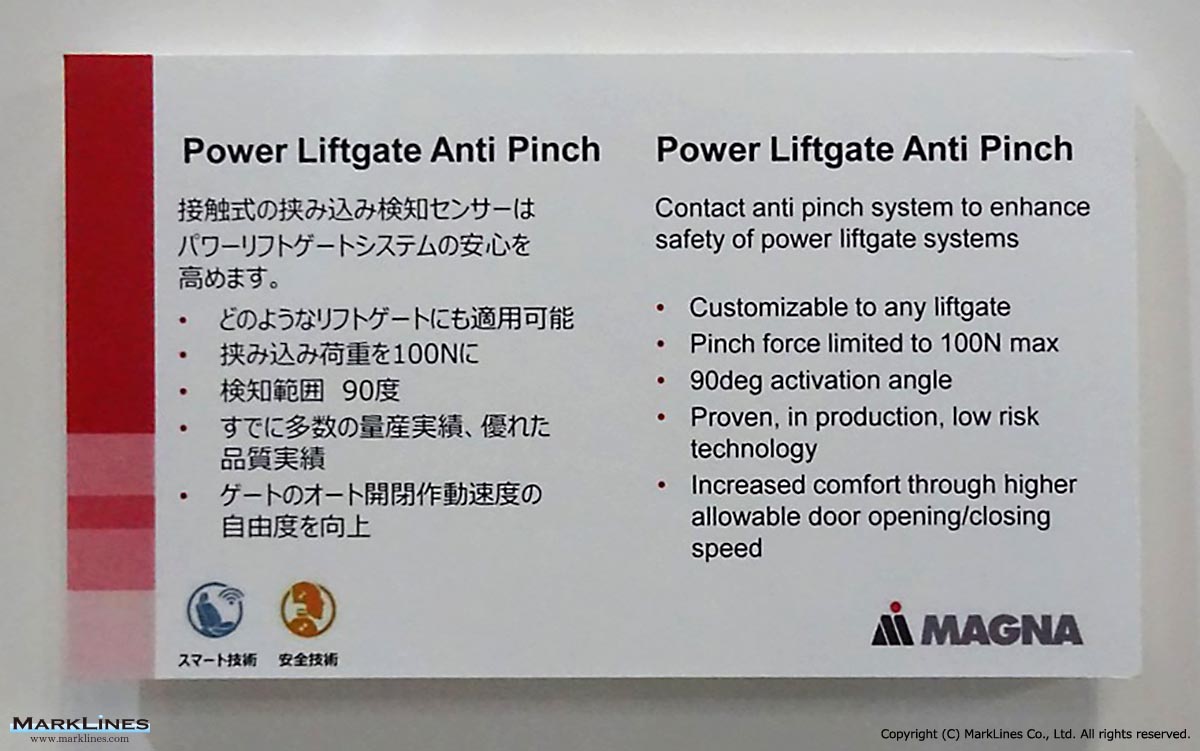 Power Liftgate Anti Pinch
接触式の挟み込み検知センサーは
パワーリフトゲートシステムの安心を
高めます。
• どのようなリフトゲートにも適用可能
• 挟み込み荷重を100Nに
• 検知範囲 90度
• すでに多数の量産実績、優れた
品質実績
• ゲートのオート開閉作動速度の
自由度を向上
スマート技術
安全技術
Power Liftgate Anti Pinch
Contact anti pinch system to enhance
safety of power liftgate systems
• Customizable to any liftgate
• Pinch force limited to 100N max
• 90deg activation angle
• Proven, in production, low risk
technology
• Increased comfort through higher
allowable door opening/closing
speed
MAGNA
MARKLINES
www.marklines.com
Copyright (C) MarkLines Co., Ltd. All rights reserved.